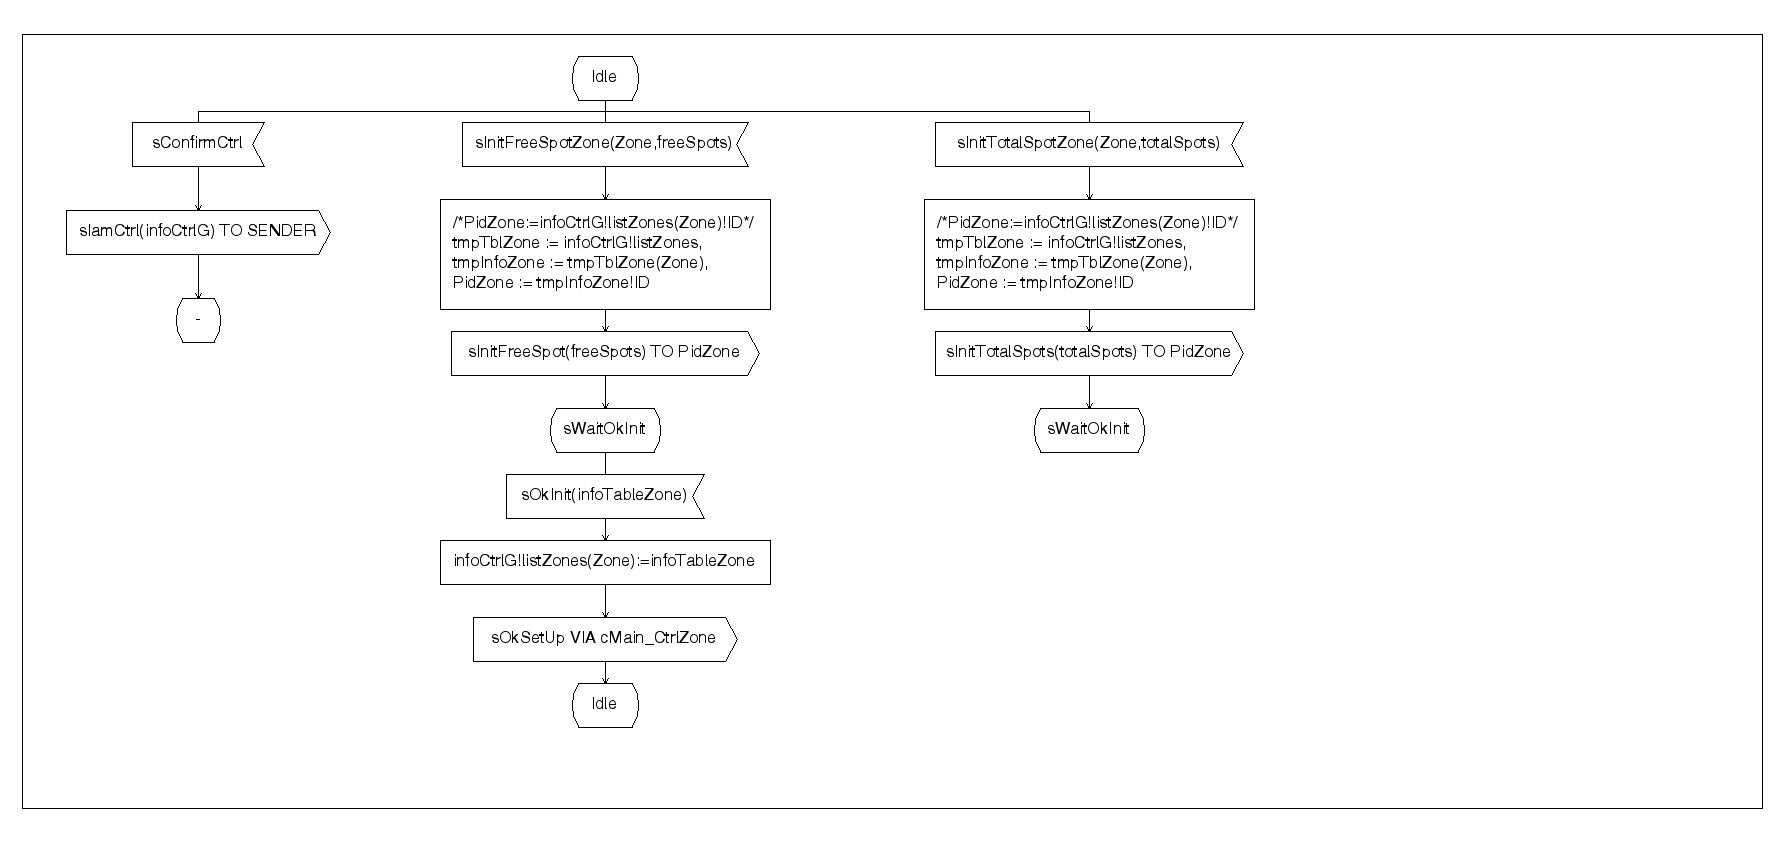 Idle
sConfirmCtrl
sIamCtrl(infoCtrlG) TO SENDER
-
sInitFreeSpotZone(Zone,freeSpots)
/*PidZone:=infoCtrlG!listZones(Zone)!ID*/
tmpTblZone := infoCtrlG!listZones,
tmpInfoZone := tmpTblZone(Zone),
PidZone := tmpInfoZone!ID
sInitFreeSpot(freeSpots) TO PidZone
sWaitOkInit
sOkInit(infoTableZone)
infoCtrlG!listZones(Zone):=infoTableZone
sOkSetUp VIA cMain_CtrlZone
Idle
sInitTotalSpotZone(Zone,totalSpots)
/*PidZone:=infoCtrlG!listZones(Zone)!ID*/
tmpTblZone := infoCtrlG!listZones,
tmpInfoZone := tmpTblZone(Zone),
PidZone := tmpInfoZone!ID
sInitTotalSpots(totalSpots) TO PidZone
sWaitOkInit